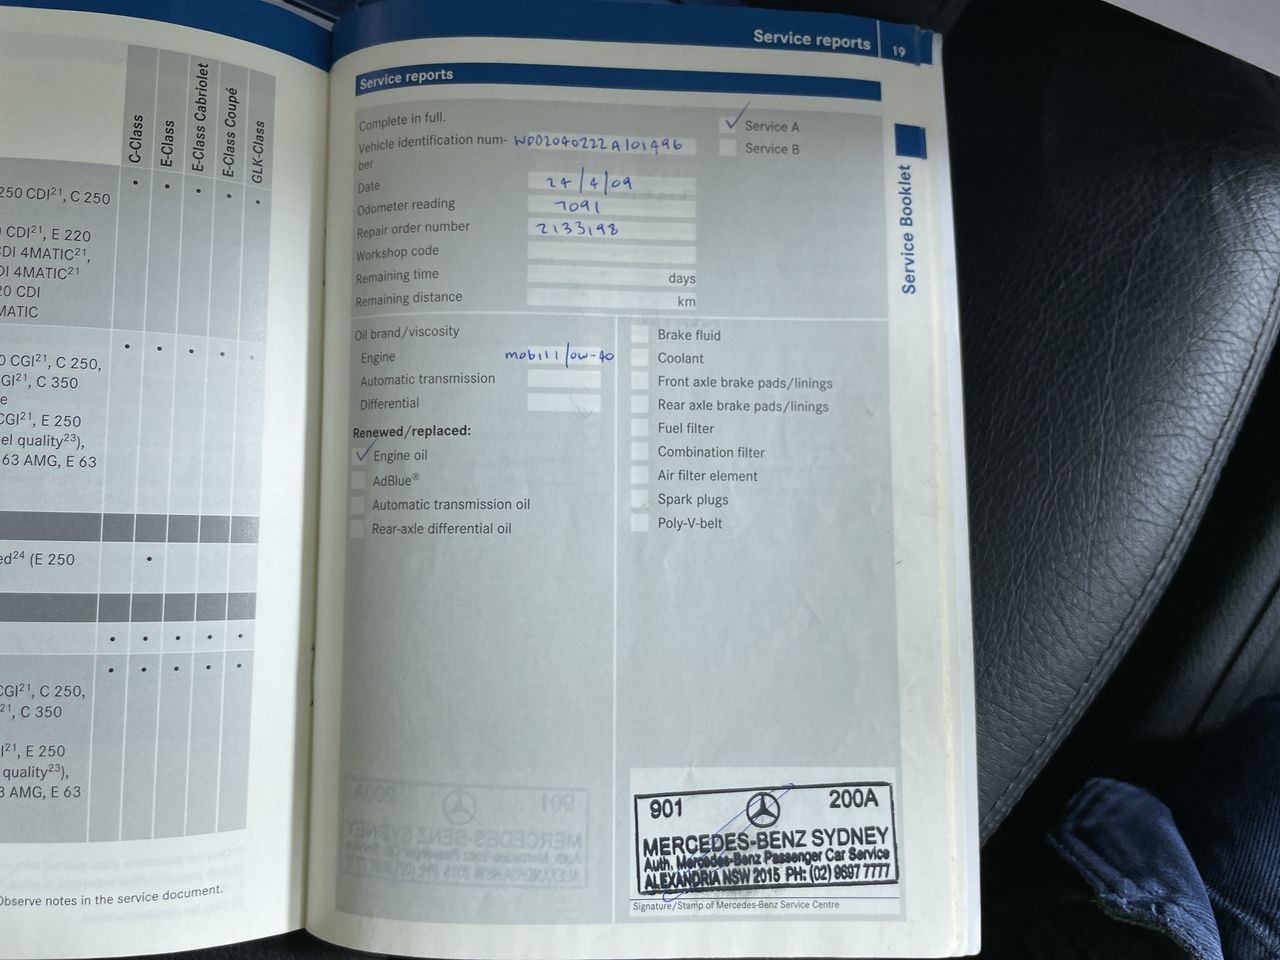 C-Class
E-Class
E-Class Cabriolet
E-Class Coupé
GLK-Class
250 CDI21, C 250
CDI21, E 220
DI 4MATIC21,
DI 4MATIC21
20 CDI
MATIC
0 CGI21, C 250,
GI21, C 350
e
CGI21, E 250
el quality23),
63 AMG, E 63
ed24 (E 250
CGI21, C 250,
21, C 350
I21, E 250
quality23),
3 AMG, E 63
Observe notes in the service document.
Service reports 19
Service reports
Complete in full.
Service A
Service B
Vehicle identification num- WDD2040222A101496
ber
Date 24/4/09
Odometer reading 7091
Repair order number 2133198
Workshop code
Remaining time days
Remaining distance km
Oil brand/viscosity
Engine mobil1/0w-40
Automatic transmission
Differential
Renewed/replaced:
Engine oil
AdBlue®
Automatic transmission oil
Rear-axle differential oil
Brake fluid
Coolant
Front axle brake pads/linings
Rear axle brake pads/linings
Fuel filter
Combination filter
Air filter element
Spark plugs
Poly-V-belt
901 200A
MERCEDES-BENZ SYDNEY
Auth. Mercedes-Benz Passenger Car Service
ALEXANDRIA NSW 2015 PH: (02) 9697 7777
Signature/Stamp of Mercedes-Benz Service Centre
Service Booklet